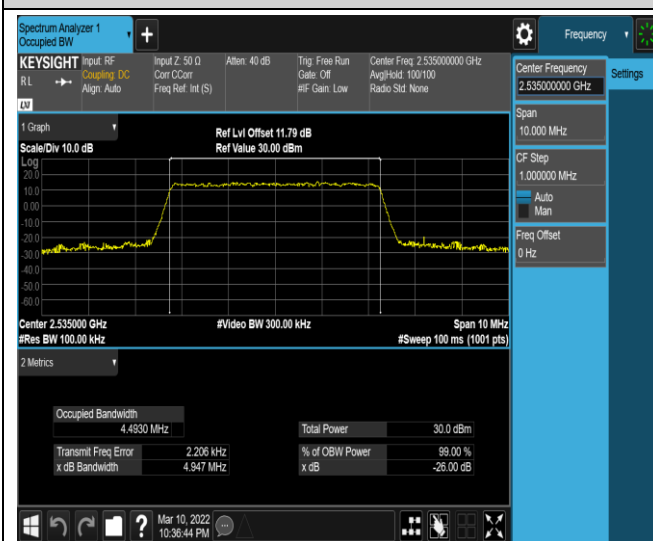 Spectrum Analyzer 1
Occupied BW
Frequency
KEYSIGHT
RL
Input: RF
Coupling: DC
Align: Auto
Input Z: 50 Ω
Corr CCorr
Freq Ref: Int (S)
Atten: 40 dB
Trig: Free Run
Gate: Off
#IF Gain: Low
Center Freq: 2.535000000 GHz
Avg|Hold: 100/100
Radio Std: None
Center Frequency
2.535000000 GHz
Settings
Span
10.000 MHz
CF Step
1.000000 MHz
Auto
Man
Freq Offset
0 Hz
1 Graph
Scale/Div 10.0 dB
Ref Lvl Offset 11.79 dB
Ref Value 30.00 dBm
Log
20.0
10.0
0.00
-10.0
-20.0
-30.0
-40.0
-50.0
-60.0
Center 2.535000 GHz
#Res BW 100.00 kHz
#Video BW 300.00 kHz
Span 10 MHz
#Sweep 100 ms (1001 pts)
2 Metrics
Occupied Bandwidth
4.4930 MHz
Total Power 30.0 dBm
Transmit Freq Error 2.206 kHz
% of OBW Power 99.00 %
x dB Bandwidth 4.947 MHz
x dB -26.00 dB
?
Mar 10, 2022
10:36:44 PM